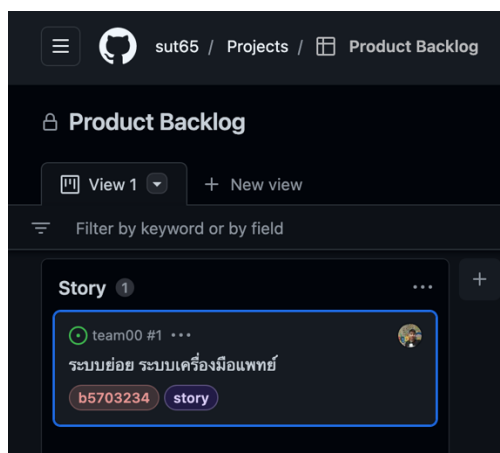 sut65 / Projects / Product Backlog
Product Backlog
View 1
+ New view
Filter by keyword or by field
Story 1
+
team00 #1
ระบบย่อย ระบบเครื่องมือแพทย์
b5703234 story